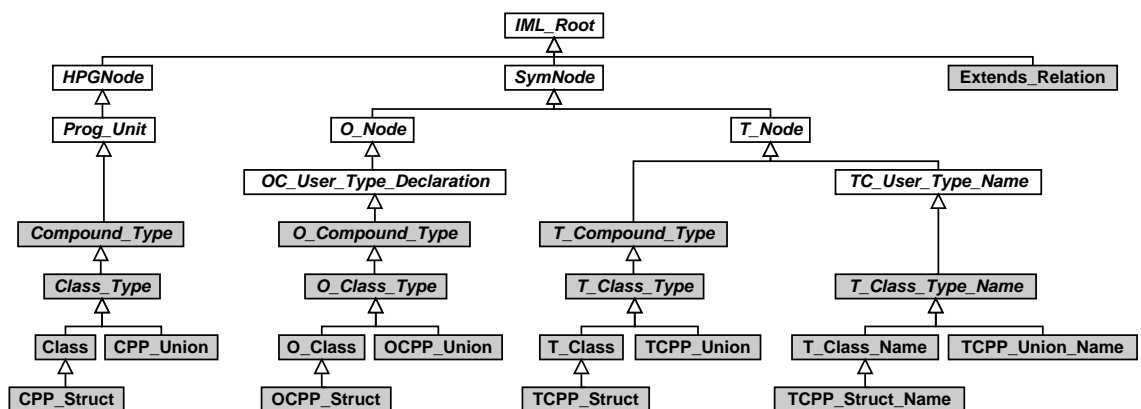 IML_Root
HPGNode SymNode Extends_Relation
Prog_Unit O_Node T_Node
OC_User_Type_Declaration TC_User_Type_Name
Compound_Type O_Compound_Type T_Compound_Type
Class_Type O_Class_Type T_Class_Type T_Class_Type_Name
Class CPP_Union O_Class OCPP_Union T_Class TCPP_Union T_Class_Name TCPP_Union_Name
CPP_Struct OCPP_Struct TCPP_Struct TCPP_Struct_Name